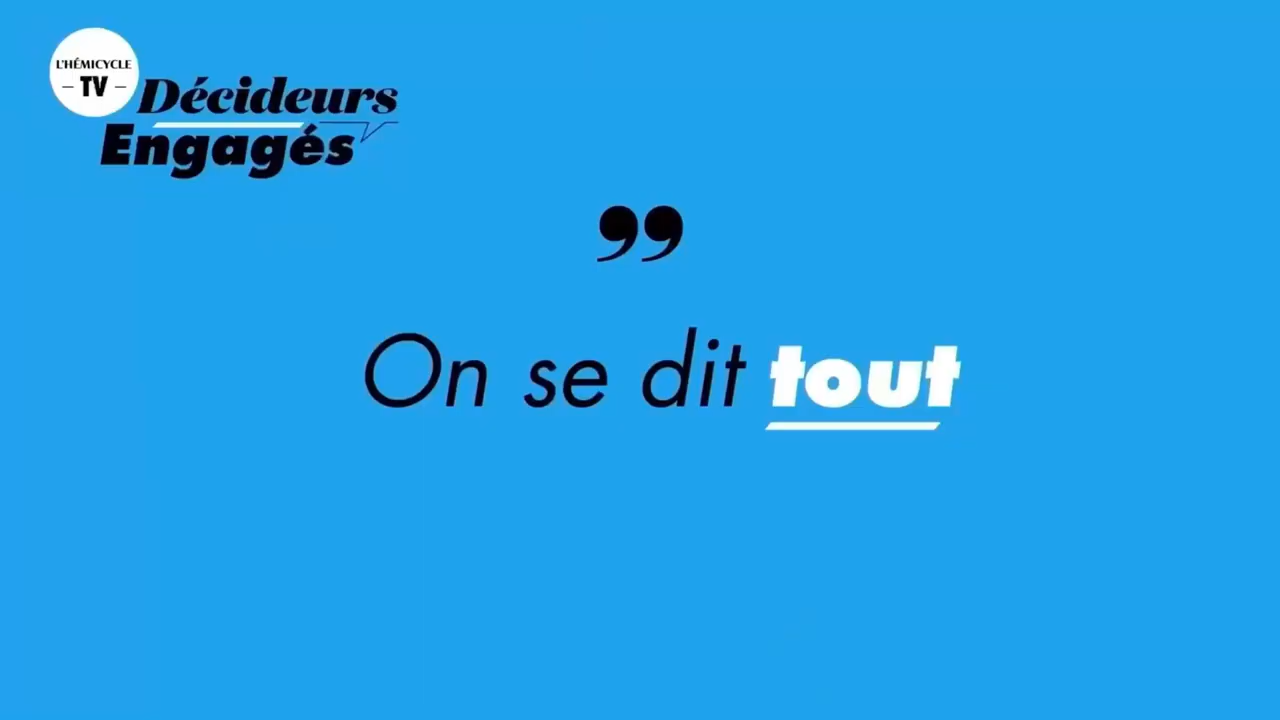 L'HÉMICYCLE
– TV –
Décideurs
Engagés
”
On se dit tout